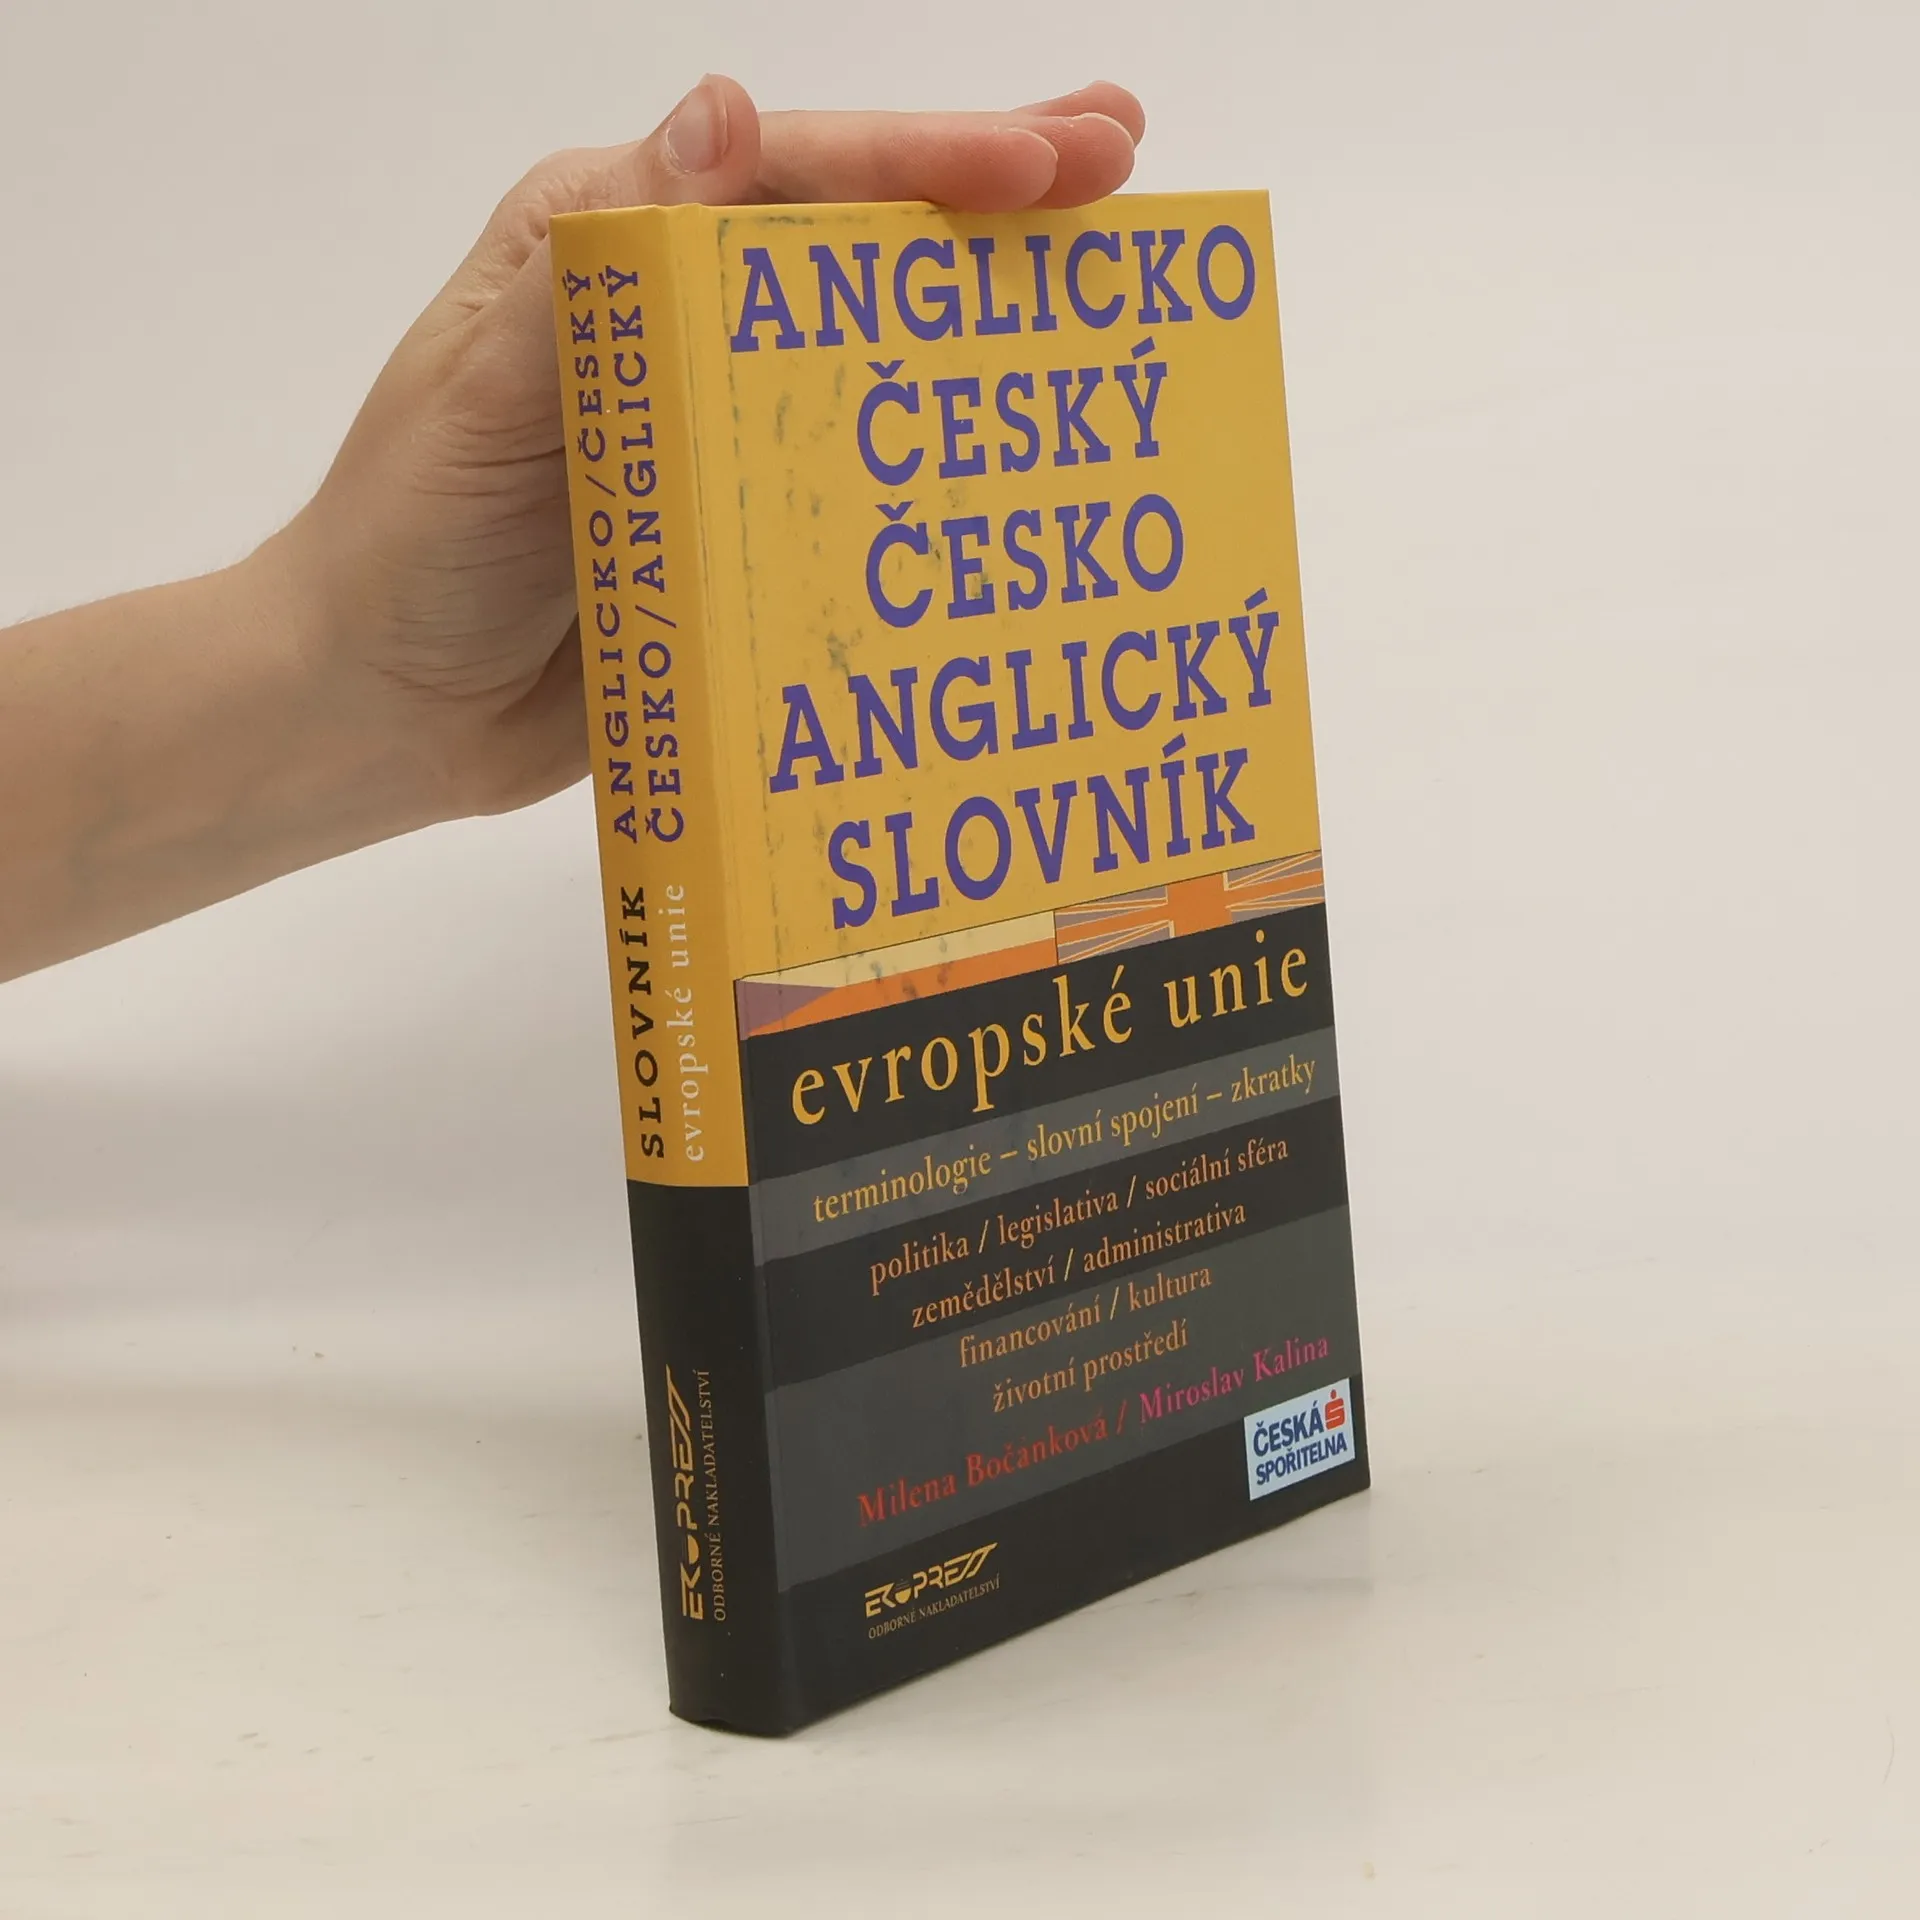 SLOVNÍK ANGLICKO/ČESKÝ
ČESKO/ANGLICKÝ
evropské unie
EKOPRESS
ODBORNÉ NAKLADATELSTVÍ
ANGLICKO
ČESKÝ
ČESKO
ANGLICKÝ
SLOVNÍK
evropské unie
terminologie – slovní spojení – zkratky
politika / legislativa / sociální sféra
zemědělství / administrativa
financování / kultura
životní prostředí
Milena Bočánková / Miroslav Kalina
ČESKÁ
SPOŘITELNA
EKOPRESS
ODBORNÉ NAKLADATELSTVÍ